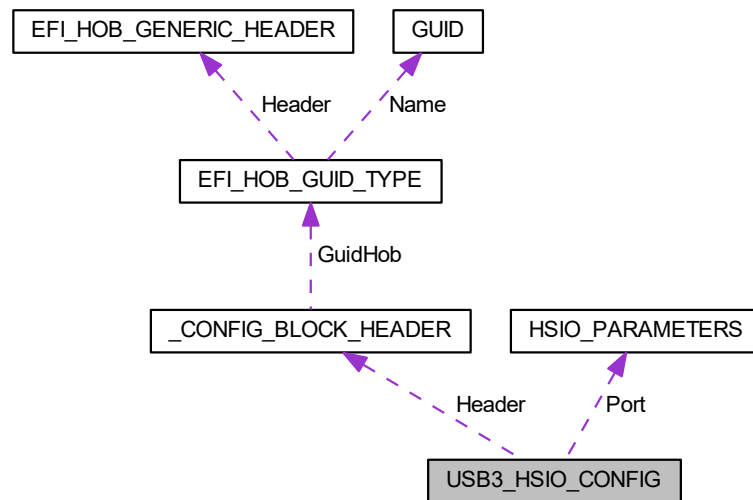 EFI_HOB_GENERIC_HEADER
GUID
Header
Name
EFI_HOB_GUID_TYPE
GuidHob
_CONFIG_BLOCK_HEADER
HSIO_PARAMETERS
Header
Port
USB3_HSIO_CONFIG